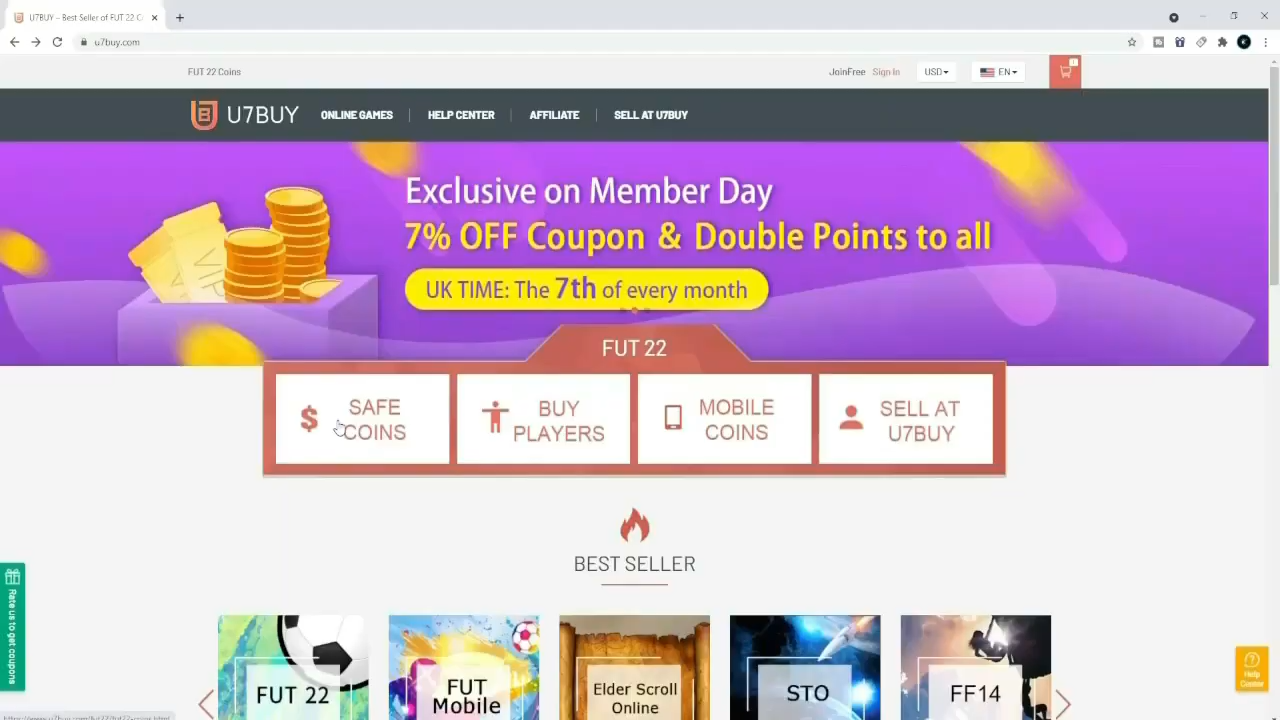 U7BUY - Best Seller of FUT 22 C
u7buy.com
FUT 22 Coins
JoinFree Sign In
USD
EN
1
U7BUY
ONLINE GAMES
HELP CENTER
AFFILIATE
SELL AT U7BUY
Exclusive on Member Day
7% OFF Coupon & Double Points to all
UK TIME: The 7th of every month
VIP
FUT 22
$
SAFE
COINS
BUY
PLAYERS
MOBILE
COINS
SELL AT
U7BUY
BEST SELLER
Rate us to get coupons
FUT 22
FUT
Mobile
Elder Scroll
Online
STO
FF14
Help
Center